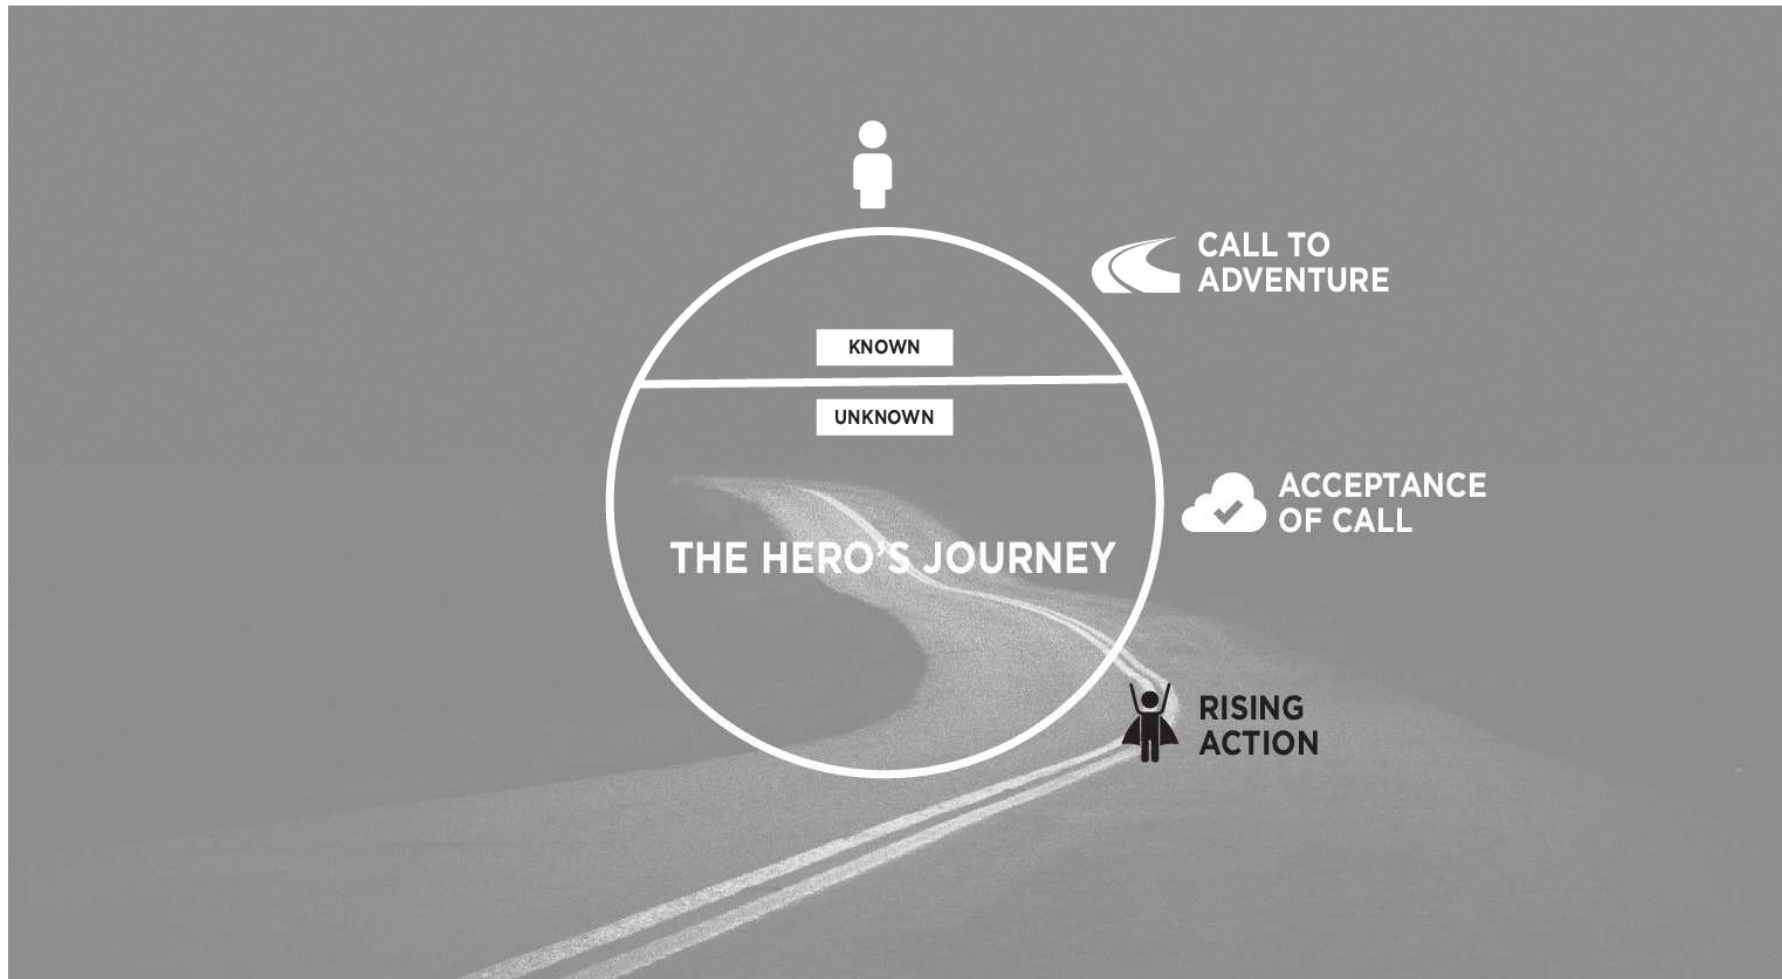 CALL TO
ADVENTURE
KNOWN
UNKNOWN
ACCEPTANCE
OF CALL
THE HERO'S JOURNEY
RISING
ACTION